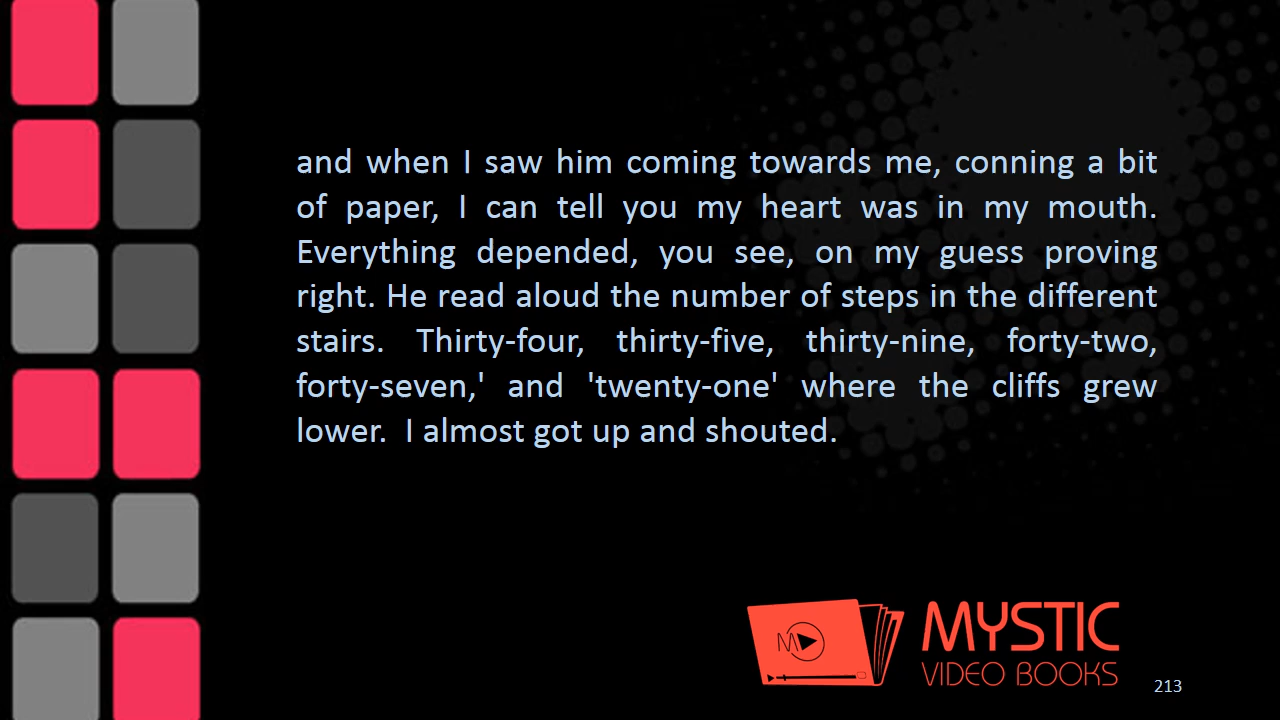 and when I saw him coming towards me, conning a bit
of paper, I can tell you my heart was in my mouth.
Everything depended, you see, on my guess proving
right. He read aloud the number of steps in the different
stairs. Thirty-four, thirty-five, thirty-nine, forty-two,
forty-seven,' and 'twenty-one' where the cliffs grew
lower.  I almost got up and shouted.
MYSTIC
VIDEO BOOKS
213